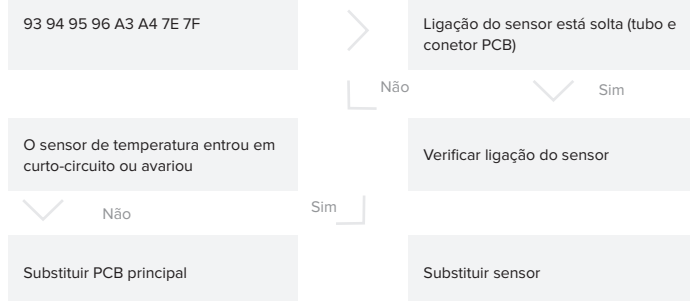 93 94 95 96 A3 A4 7E 7F
Ligação do sensor está solta (tubo e
conetor PCB)
Não
Sim
O sensor de temperatura entrou em
curto-circuito ou avariou
Verificar ligação do sensor
Não
Sim
Substituir PCB principal
Substituir sensor